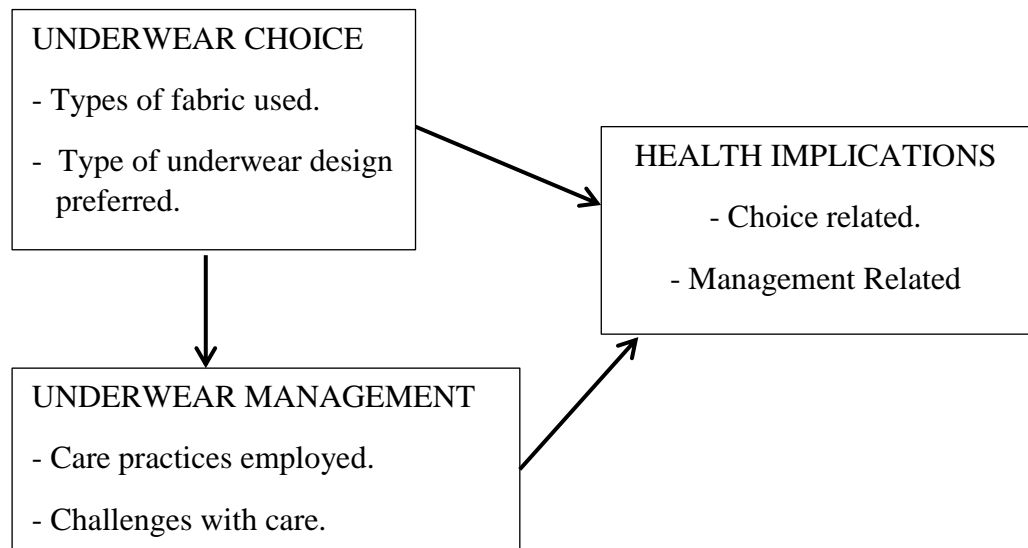 UNDERWEAR CHOICE
- Types of fabric used.
- Type of underwear design
preferred.
HEALTH IMPLICATIONS
- Choice related.
- Management Related
UNDERWEAR MANAGEMENT
- Care practices employed.
- Challenges with care.